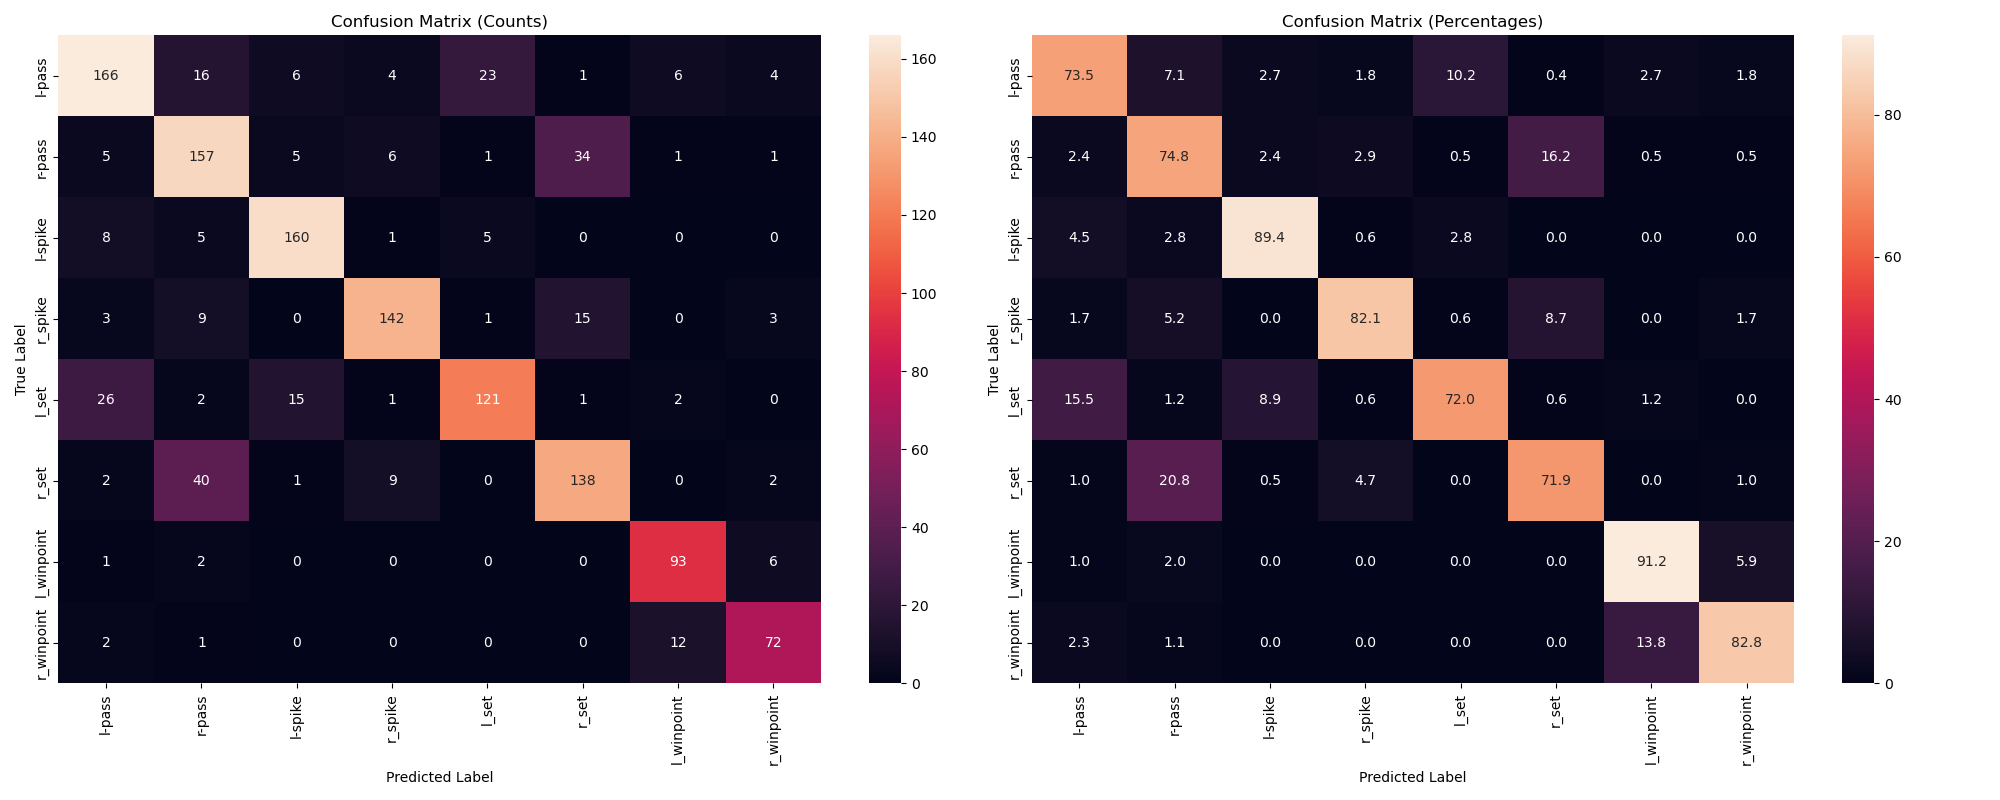 Confusion Matrix (Counts)
True Label
l-pass 166 16 6 4 23 1 6 4
r-pass 5 157 5 6 1 34 1 1
l-spike 8 5 160 1 5 0 0 0
r_spike 3 9 0 142 1 15 0 3
l_set 26 2 15 1 121 1 2 0
r_set 2 40 1 9 0 138 0 2
l_winpoint 1 2 0 0 0 0 93 6
r_winpoint 2 1 0 0 0 0 12 72
l-pass r-pass l-spike r_spike l_set r_set l_winpoint r_winpoint
Predicted Label
160
140
120
100
80
60
40
20
0
Confusion Matrix (Percentages)
True Label
l-pass 73.5 7.1 2.7 1.8 10.2 0.4 2.7 1.8
r-pass 2.4 74.8 2.4 2.9 0.5 16.2 0.5 0.5
l-spike 4.5 2.8 89.4 0.6 2.8 0.0 0.0 0.0
r_spike 1.7 5.2 0.0 82.1 0.6 8.7 0.0 1.7
l_set 15.5 1.2 8.9 0.6 72.0 0.6 1.2 0.0
r_set 1.0 20.8 0.5 4.7 0.0 71.9 0.0 1.0
l_winpoint 1.0 2.0 0.0 0.0 0.0 0.0 91.2 5.9
r_winpoint 2.3 1.1 0.0 0.0 0.0 0.0 13.8 82.8
l-pass r-pass l-spike r_spike l_set r_set l_winpoint r_winpoint
Predicted Label
80
60
40
20
0